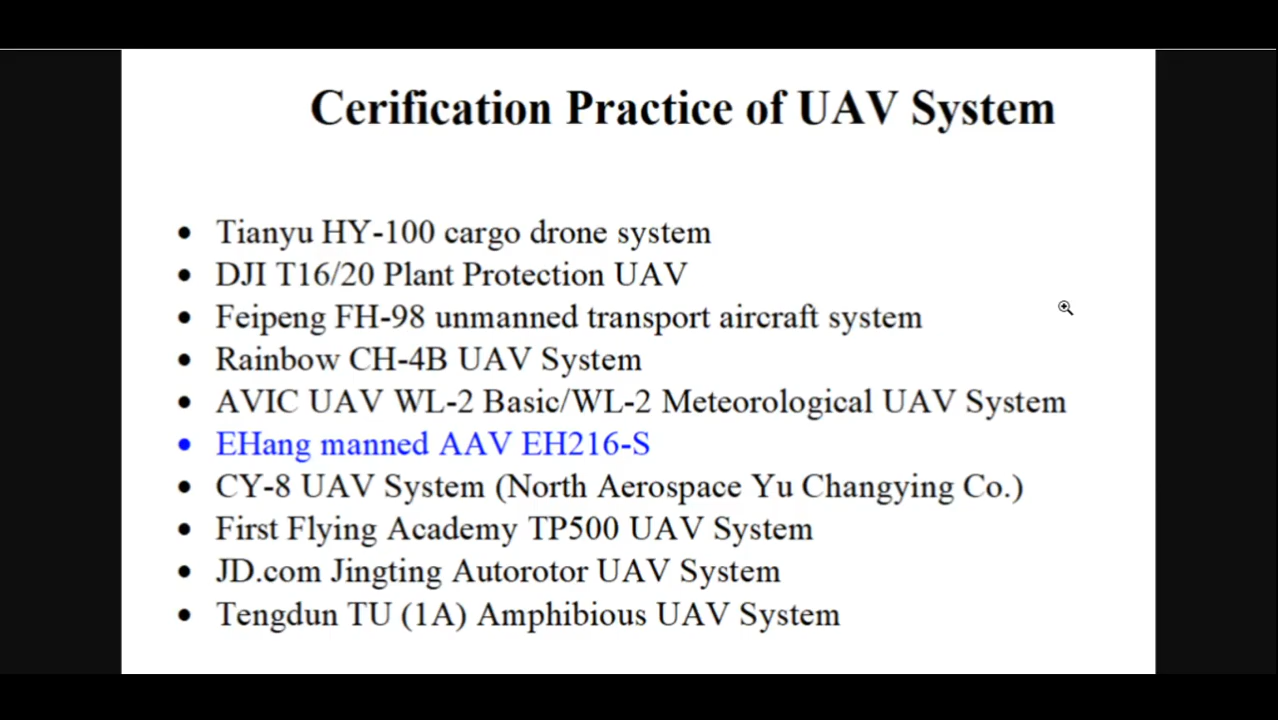 Cerification Practice of UAV System
• Tianyu HY-100 cargo drone system
• DJI T16/20 Plant Protection UAV
• Feipeng FH-98 unmanned transport aircraft system
• Rainbow CH-4B UAV System
• AVIC UAV WL-2 Basic/WL-2 Meteorological UAV System
• EHang manned AAV EH216-S
• CY-8 UAV System (North Aerospace Yu Changying Co.)
• First Flying Academy TP500 UAV System
• JD.com Jingting Autorotor UAV System
• Tengdun TU (1A) Amphibious UAV System